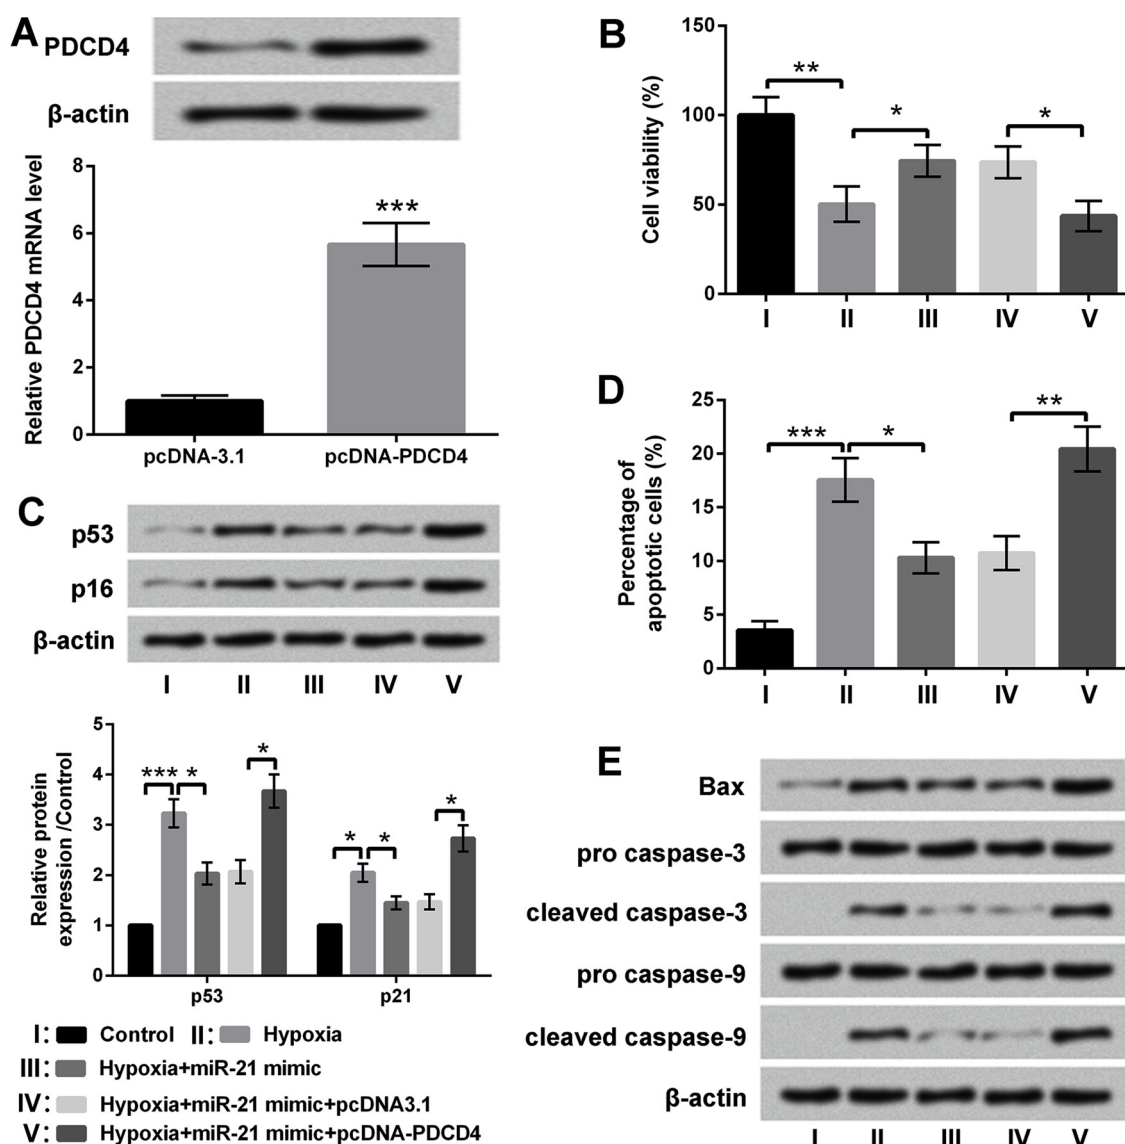 A
PDCD4
β-actin
Relative PDCD4 mRNA level
8
6
4
2
0
***
pcDNA-3.1
pcDNA-PDCD4
B
Cell viability (%)
150
100
50
0
**
*
*
I II III IV V
C
p53
p16
β-actin
I II III IV V
Relative protein
expression /Control
5
4
3
2
1
0
*** * *
* * *
p53
p21
I: Control II: Hypoxia
III: Hypoxia+miR-21 mimic
IV: Hypoxia+miR-21 mimic+pcDNA3.1
V: Hypoxia+miR-21 mimic+pcDNA-PDCD4
D
Percentage of
apoptotic cells (%)
25
20
15
10
5
0
***
*
**
I II III IV V
E
Bax
pro caspase-3
cleaved caspase-3
pro caspase-9
cleaved caspase-9
β-actin
I II III IV V